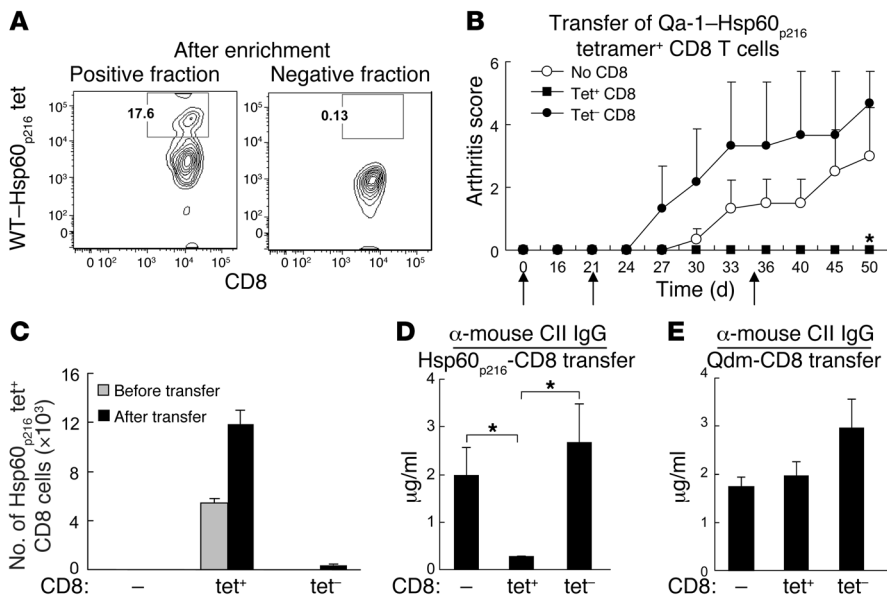 A
After enrichment
Positive fraction
Negative fraction
WT–Hsp60p216 tet
10⁵
10⁴
10³
10²
0
17.6
0 10² 10³ 10⁴ 10⁵
10⁵
10⁴
10³
10²
0
0.13
0 10² 10³ 10⁴ 10⁵
CD8
B
Transfer of Qa-1–Hsp60p216
tetramer⁺ CD8 T cells
No CD8
Tet⁺ CD8
Tet⁻ CD8
Arthritis score
6
4
2
0
*
0 16 21 24 27 30 33 36 40 45 50
Time (d)
C
No. of Hsp60p216 tet⁺
CD8 cells (×10³)
16
12
8
4
0
Before transfer
After transfer
CD8: – tet⁺ tet⁻
D
α-mouse CII IgG
Hsp60p216-CD8 transfer
µg/ml
4
3
2
1
0
*
*
CD8: – tet⁺ tet⁻
E
α-mouse CII IgG
Qdm-CD8 transfer
µg/ml
4
3
2
1
0
CD8: – tet⁺ tet⁻